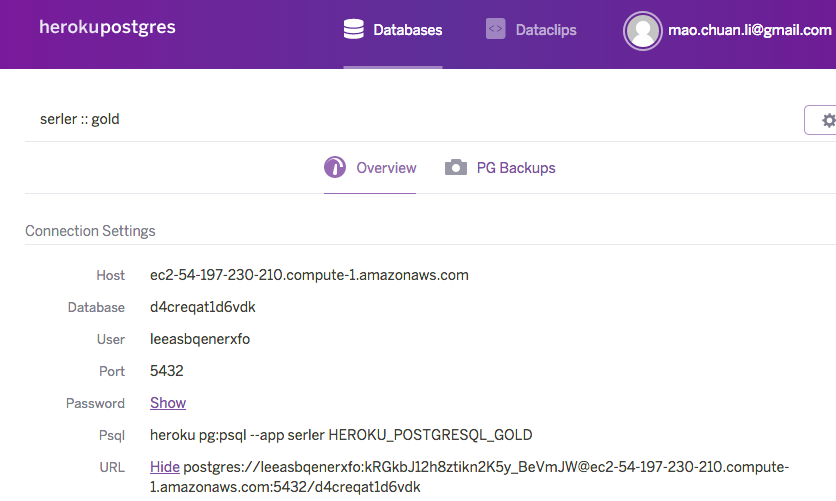 herokupostgres
Databases
<> Dataclips
mao.chuan.li@gmail.com
serler :: gold
Overview
PG Backups
Connection Settings
Host ec2-54-197-230-210.compute-1.amazonaws.com
Database d4creqat1d6vdk
User leeasbqenerxfo
Port 5432
Password Show
Psql heroku pg:psql --app serler HEROKU_POSTGRESQL_GOLD
URL Hide postgres://leeasbqenerxfo:kRGkbJ12h8ztikn2K5y_BeVmJW@ec2-54-197-230-210.compute-
1.amazonaws.com:5432/d4creqat1d6vdk